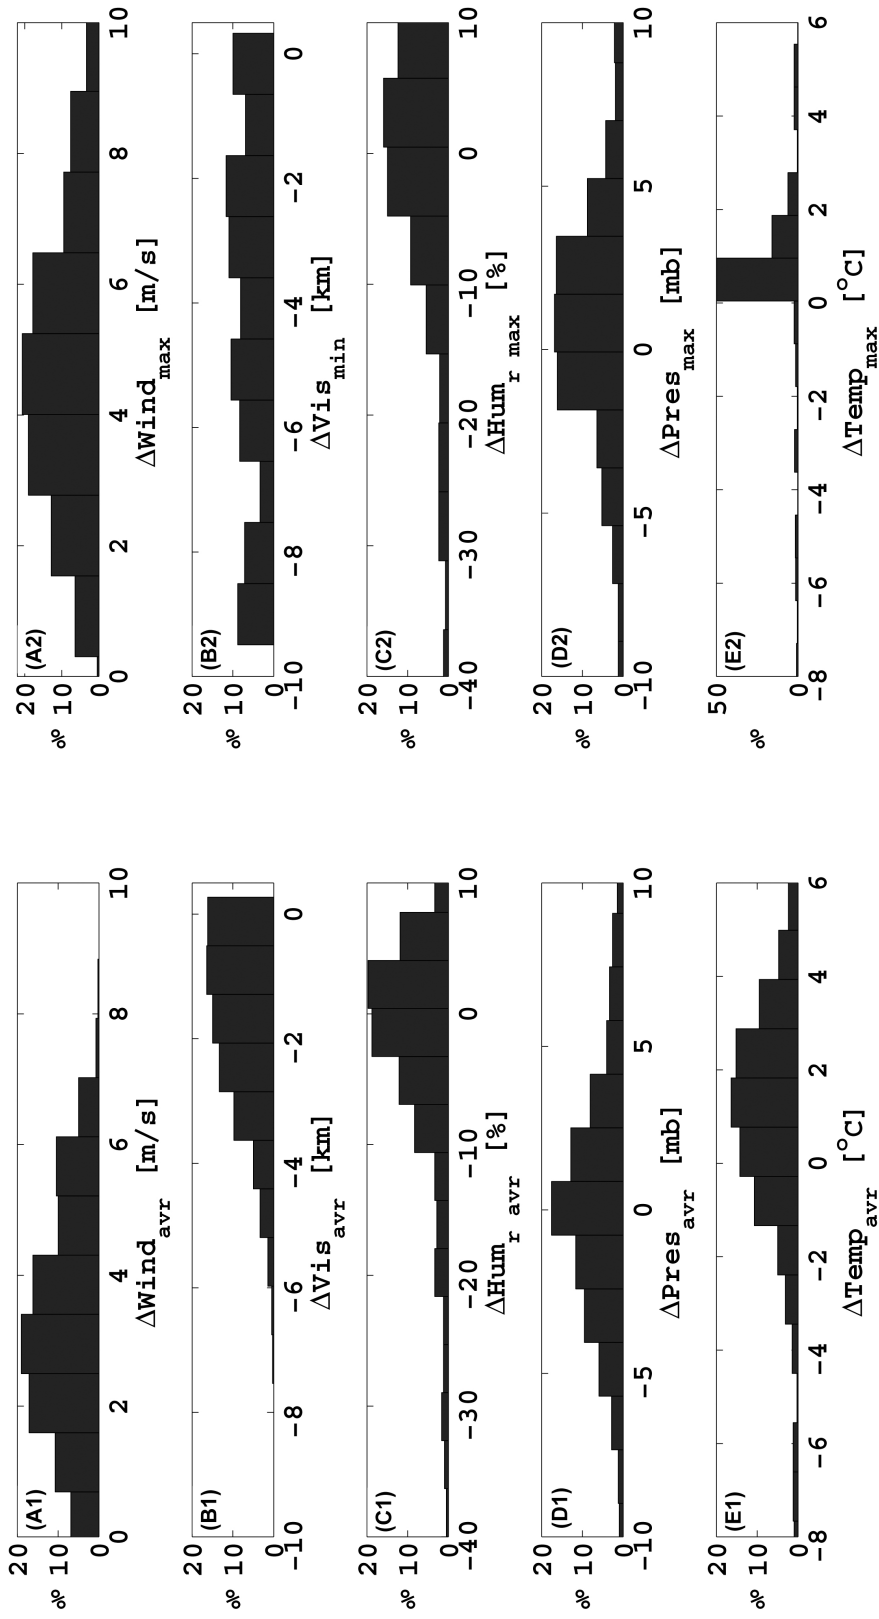 (A1)
20
10
0
%
0 2 4 6 8 10
ΔWind_avr [m/s]
(A2)
20
10
0
%
0 2 4 6 8 10
ΔWind_max [m/s]
(B1)
20
10
0
%
−10 −8 −6 −4 −2 0
ΔVis_avr [km]
(B2)
20
10
0
%
−10 −8 −6 −4 −2 0
ΔVis_min [km]
(C1)
20
10
0
%
−40 −30 −20 −10 0 10
ΔHum_r avr [%]
(C2)
20
10
0
%
−40 −30 −20 −10 0 10
ΔHum_r max [%]
(D1)
20
10
0
%
−10 −5 0 5 10
ΔPres_avr [mb]
(D2)
20
10
0
%
−10 −5 0 5 10
ΔPres_max [mb]
(E1)
20
10
0
%
−8 −6 −4 −2 0 2 4 6
ΔTemp_avr [°C]
(E2)
50
0
%
−8 −6 −4 −2 0 2 4 6
ΔTemp_max [°C]